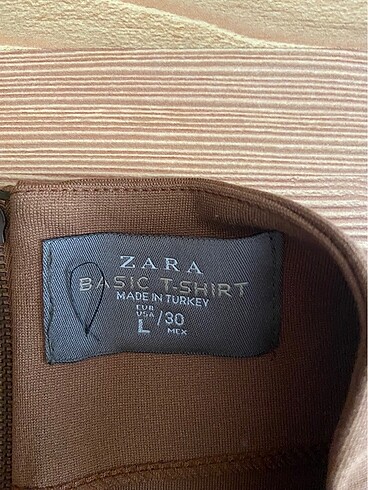 ZARA
BASIC T-SHIRT
MADE IN TURKEY
EUR
USA L /30 MEX